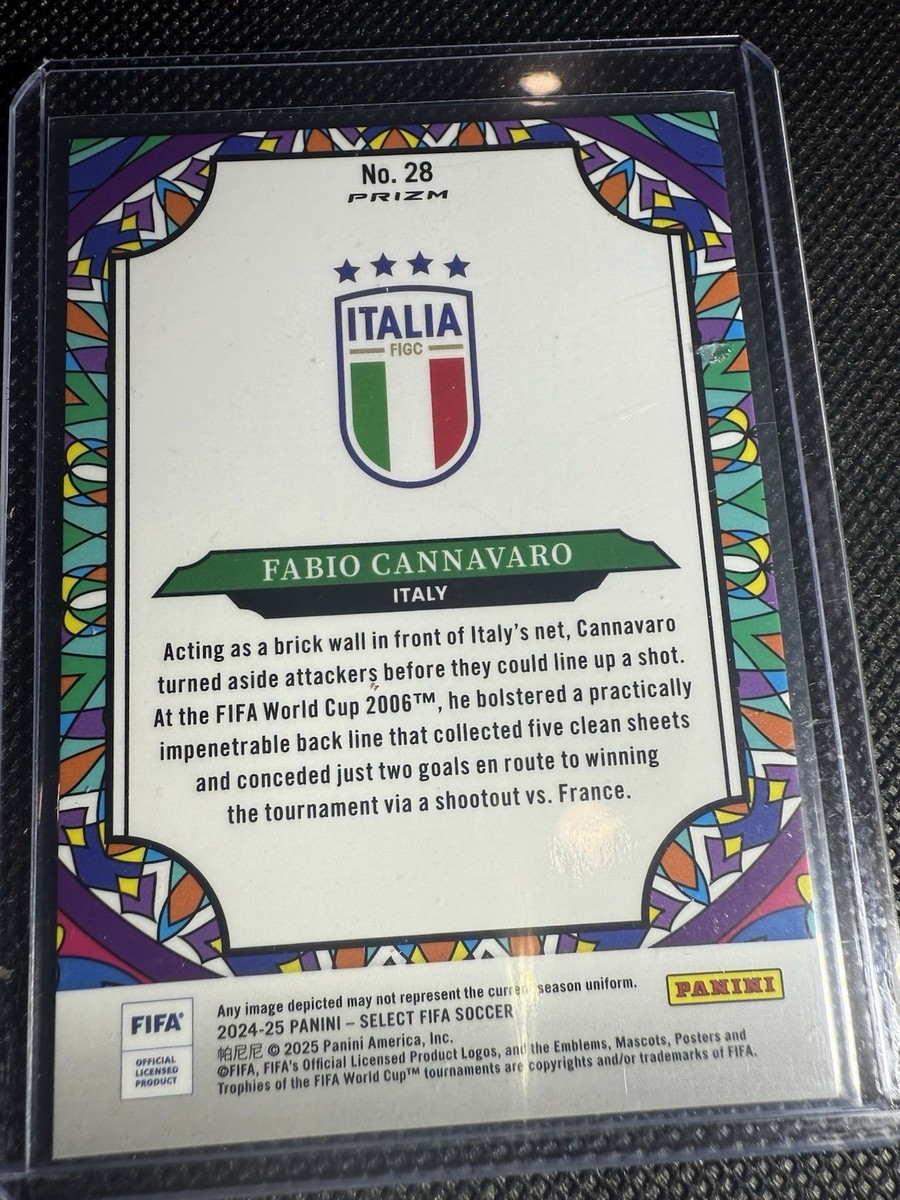 No. 28
PRIZM
ITALIA
FIGC
FABIO CANNAVARO
ITALY
Acting as a brick wall in front of Italy's net, Cannavaro
turned aside attackers before they could line up a shot.
At the FIFA World Cup 2006™, he bolstered a practically
impenetrable back line that collected five clean sheets
and conceded just two goals en route to winning
the tournament via a shootout vs. France.
Any image depicted may not represent the current season uniform.
2024-25 PANINI – SELECT FIFA SOCCER
帕尼尼 © 2025 Panini America, Inc.
©FIFA, FIFA's Official Licensed Product Logos, and the Emblems, Mascots, Posters and
Trophies of the FIFA World Cup™ tournaments are copyrights and/or trademarks of FIFA.
FIFA®
OFFICIAL
LICENSED
PRODUCT
PANINI